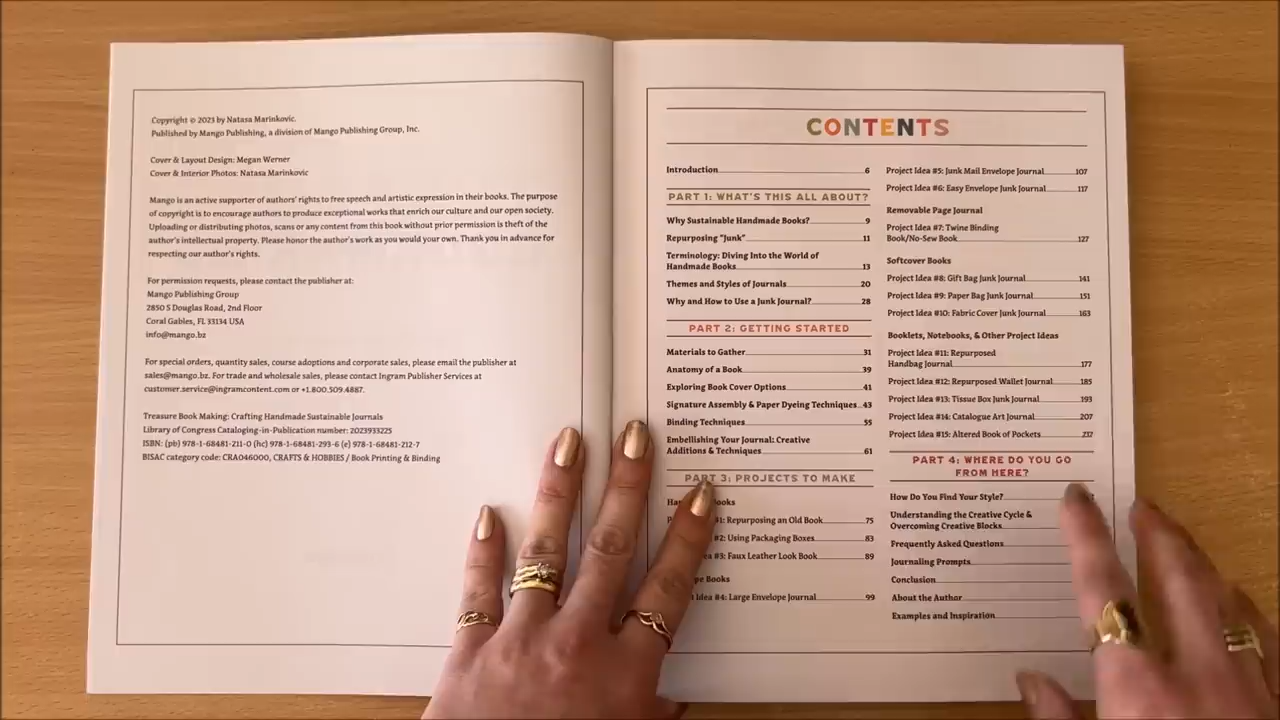 Copyright © 2023 by Natasa Marinkovic.
Published by Mango Publishing, a division of Mango Publishing Group, Inc.
Cover & Layout Design: Megan Werner
Cover & Interior Photos: Natasa Marinkovic
Mango is an active supporter of authors' rights to free speech and artistic expression in their books. The purpose
of copyright is to encourage authors to produce exceptional works that enrich our culture and our open society.
Uploading or distributing photos, scans or any content from this book without prior permission is theft of the
author's intellectual property. Please honor the author's work as you would your own. Thank you in advance for
respecting our author's rights.
For permission requests, please contact the publisher at:
Mango Publishing Group
2850 S Douglas Road, 2nd Floor
Coral Gables, FL 33134 USA
info@mango.bz
For special orders, quantity sales, course adoptions and corporate sales, please email the publisher at
sales@mango.bz. For trade and wholesale sales, please contact Ingram Publisher Services at
customer.service@ingramcontent.com or +1.800.509.4887.
Treasure Book Making: Crafting Handmade Sustainable Journals
Library of Congress Cataloging-in-Publication number: 2023933225
ISBN: (pb) 978-1-68481-211-0 (hc) 978-1-68481-293-6 (e) 978-1-68481-212-7
BISAC category code: CRA046000, CRAFTS & HOBBIES / Book Printing & Binding
CONTENTS
Introduction 6
PART 1: WHAT'S THIS ALL ABOUT?
Why Sustainable Handmade Books? 9
Repurposing "Junk" 11
Terminology: Diving Into the World of
Handmade Books 13
Themes and Styles of Journals 20
Why and How to Use a Junk Journal? 28
PART 2: GETTING STARTED
Materials to Gather 31
Anatomy of a Book 39
Exploring Book Cover Options 41
Signature Assembly & Paper Dyeing Techniques 43
Binding Techniques 55
Embellishing Your Journal: Creative
Additions & Techniques 61
PART 3: PROJECTS TO MAKE
Books
#1: Repurposing an Old Book 75
#2: Using Packaging Boxes 83
#3: Faux Leather Look Book 89
Books
Idea #4: Large Envelope Journal 99
Project Idea #5: Junk Mail Envelope Journal 107
Project Idea #6: Easy Envelope Junk Journal 117
Removable Page Journal
Project Idea #7: Twine Binding
Book/No-Sew Book 127
Softcover Books
Project Idea #8: Gift Bag Junk Journal 141
Project Idea #9: Paper Bag Junk Journal 151
Project Idea #10: Fabric Cover Junk Journal 163
Booklets, Notebooks, & Other Project Ideas
Project Idea #11: Repurposed
Handbag Journal 177
Project Idea #12: Repurposed Wallet Journal 185
Project Idea #13: Tissue Box Junk Journal 193
Project Idea #14: Catalogue Art Journal 207
Project Idea #15: Altered Book of Pockets 217
PART 4: WHERE DO YOU GO
FROM HERE?
How Do You Find Your Style?
Understanding the Creative Cycle &
Overcoming Creative Blocks
Frequently Asked Questions
Journaling Prompts
Conclusion
About the Author
Examples and Inspiration